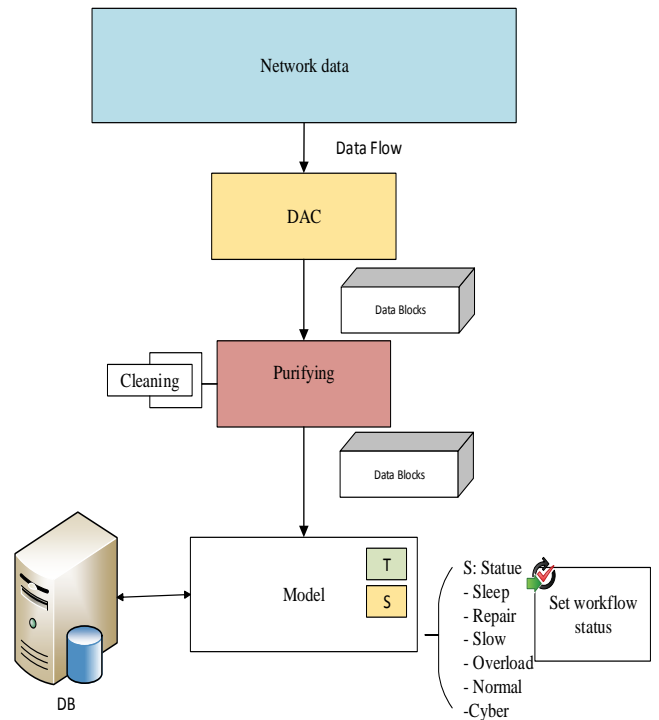 Network data
Data Flow
DAC
Data Blocks
Cleaning
Purifying
Data Blocks
T
S
Model
DB
S: Statue
- Sleep
- Repair
- Slow
- Overload
- Normal
-Cyber
Set workflow
status